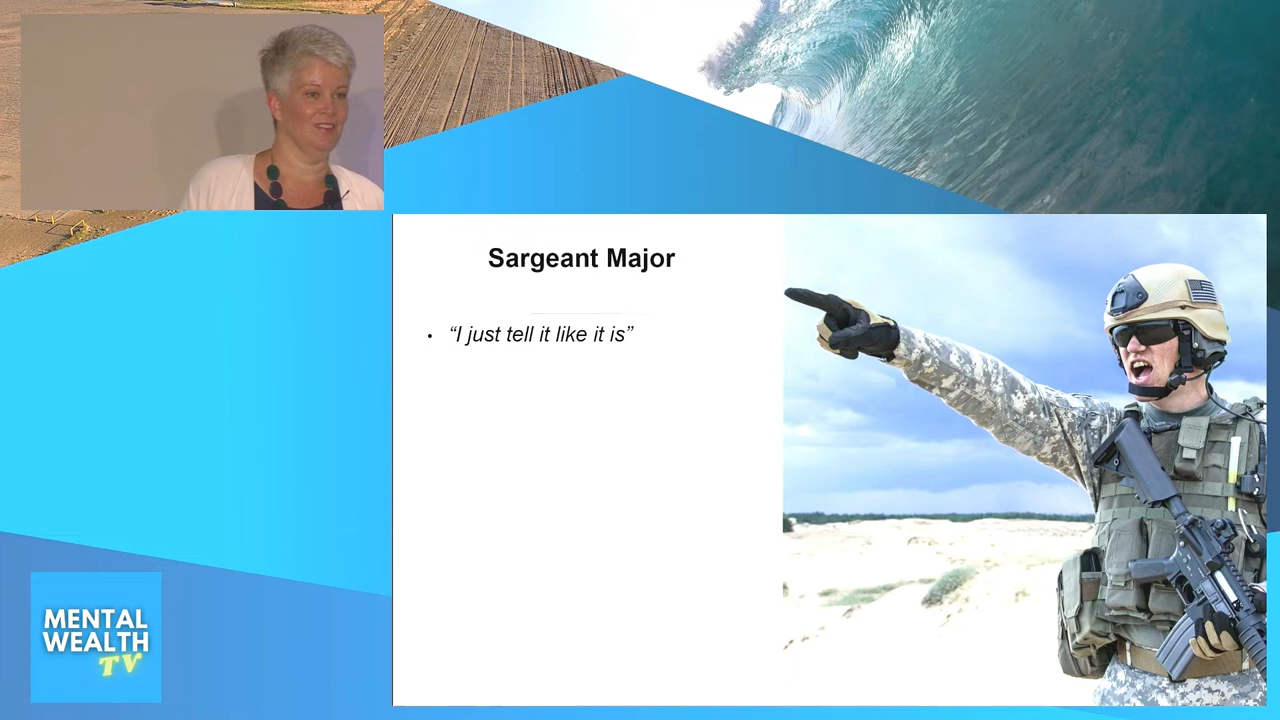 Sargeant Major
• “I just tell it like it is”
MENTAL
WEALTH
TV